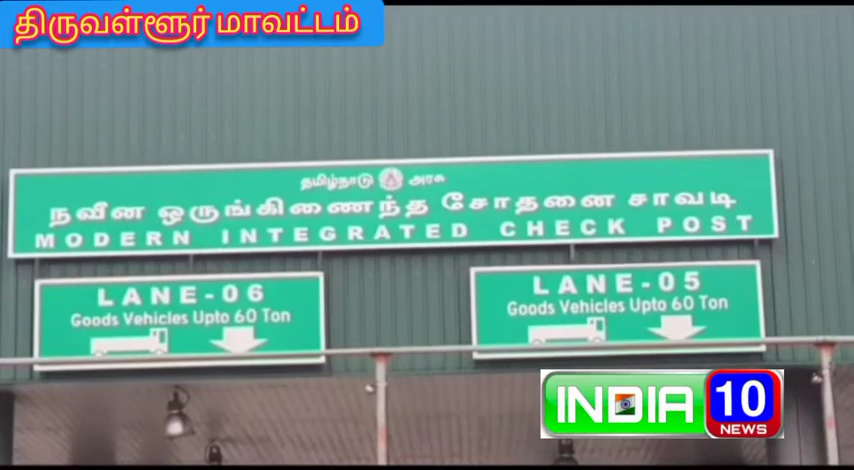 திருவள்ளூர் மாவட்டம்
தமிழ்நாடு அரசு
நவீன ஒருங்கிணைந்த சோதனை சாவடி
MODERN INTEGRATED CHECK POST
LANE-06
Goods Vehicles Upto 60 Ton
LANE-05
Goods Vehicles Upto 60 Ton
INDIA 10
NEWS